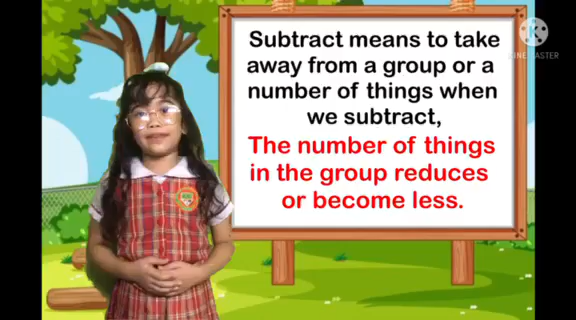 Subtract means to take
away from a group or a
number of things when
we subtract,
The number of things
in the group reduces
or become less.
KINEMASTER